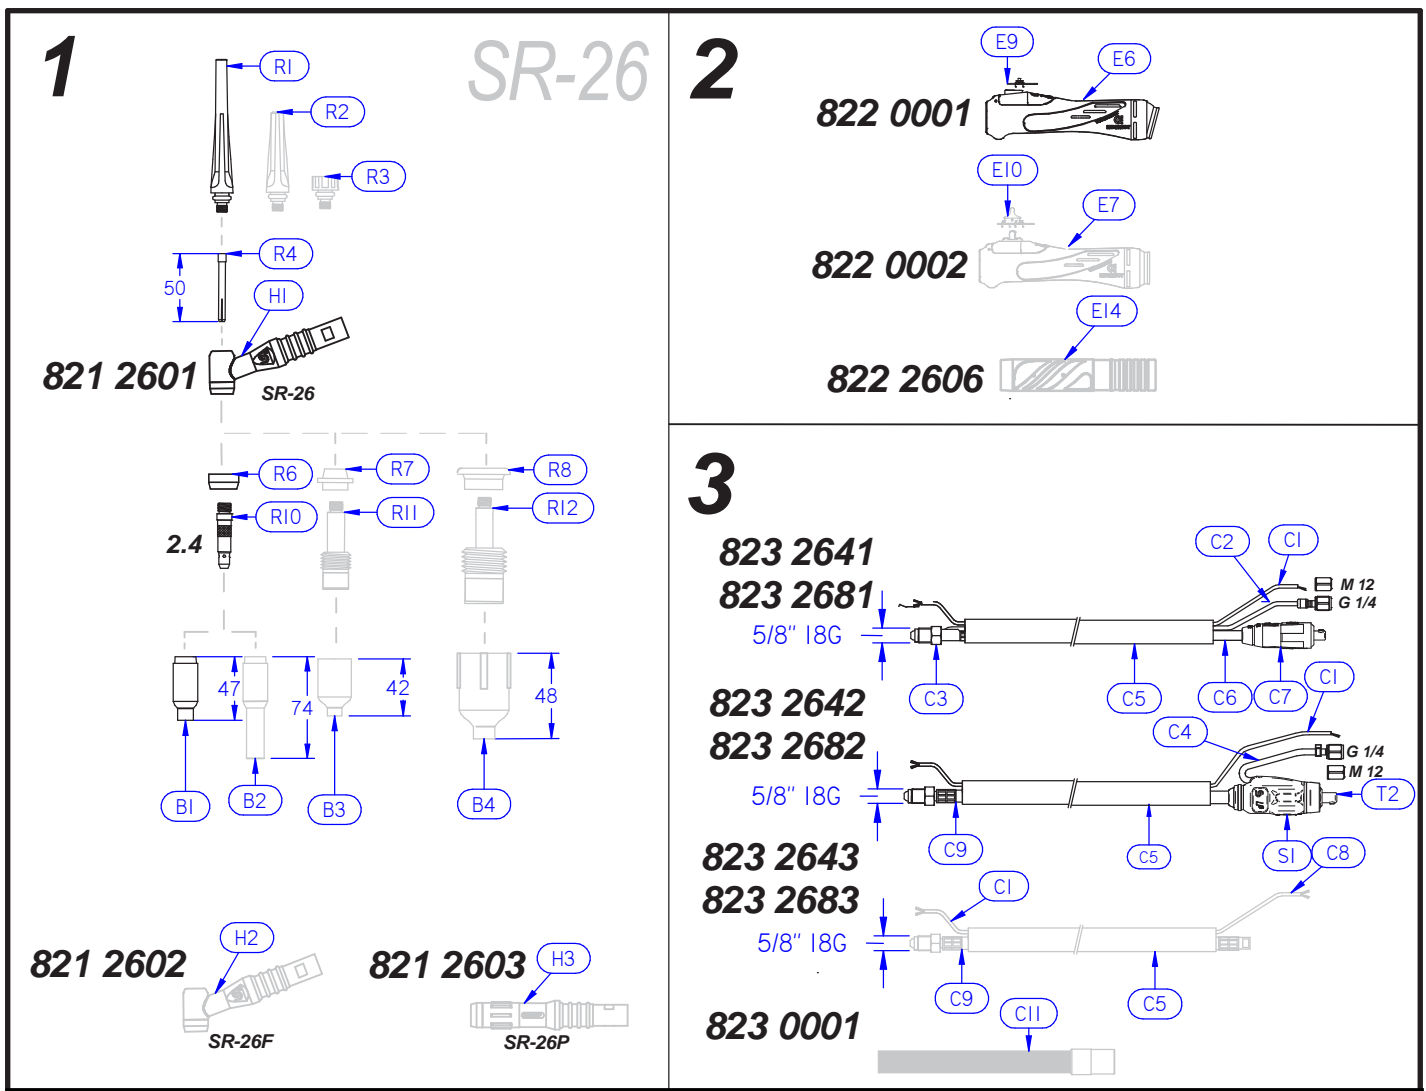 1
SR-26
R1
R2
R3
R4
50
H1
821 2601
SR-26
R6
R7
R8
R10
R11
R12
2.4
47
74
42
48
B1
B2
B3
B4
821 2602
H2
SR-26F
821 2603
H3
SR-26P
2
E9
E6
822 0001
E10
E7
822 0002
E14
822 2606
3
823 2641
823 2681
5/8" 18G
C2
C1
M 12
G 1/4
C3
C5
C6
C7
C1
823 2642
823 2682
5/8" 18G
C4
G 1/4
M 12
T2
C9
C5
S1
C8
823 2643
823 2683
5/8" 18G
C1
C9
C5
823 0001
C11